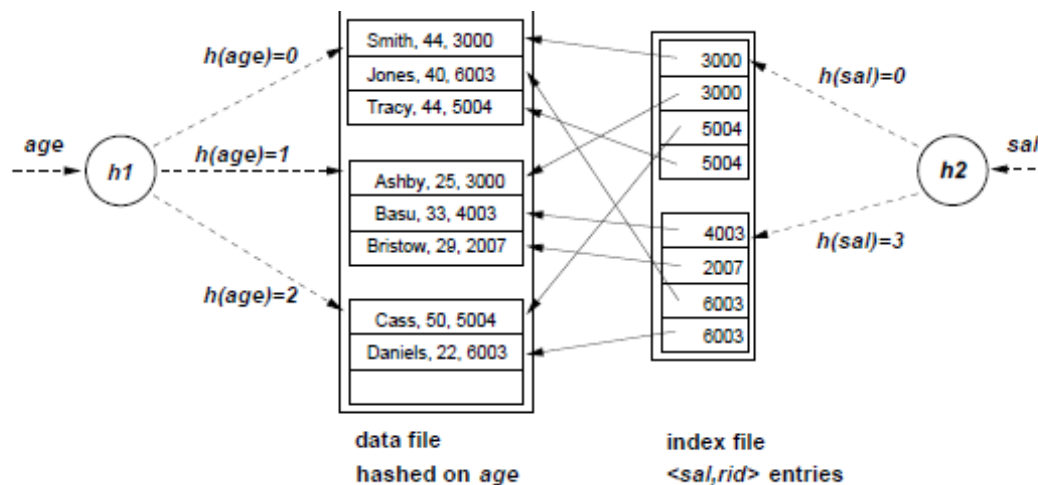 Smith, 44, 3000
Jones, 40, 6003
Tracy, 44, 5004
h(age)=0
age
h1
h(age)=1
Ashby, 25, 3000
Basu, 33, 4003
Bristow, 29, 2007
h(age)=2
Cass, 50, 5004
Daniels, 22, 6003
3000
3000
5004
5004
h(sal)=0
sal
h2
4003
2007
6003
6003
h(sal)=3
data file
hashed on age
index file
<sal,rid> entries